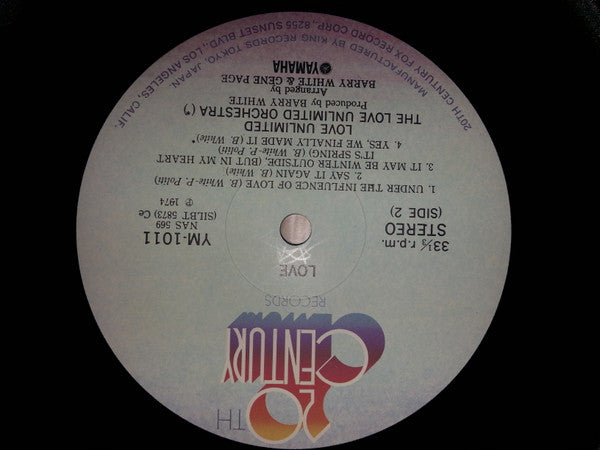 20TH
CENTURY
RECORDS
LOVE
33⅓ r.p.m.
STEREO
(SIDE 2)
YM-1011
NAS 569
(SILBT 5873) Ce
℗ 1974
1. UNDER THE INFLUENCE OF LOVE (B. White-P. Politi)
2. SAY IT AGAIN (B. White)
3. IT MAY BE WINTER OUTSIDE, (BUT IN MY HEART
IT'S SPRING) (B. White-P. Politi)
4. YES, WE FINALLY MADE IT (B. White*
LOVE UNLIMITED
THE LOVE UNLIMITED ORCHESTRA (*)
Produced by BARRY WHITE
Arranged by
BARRY WHITE & GENE PAGE
YAMAHA
MANUFACTURED BY KING RECORDS TOKYO, JAPAN.
20TH CENTURY FOX RECORD CORP., 8255 SUNSET BLVD., LOS ANGELES, CALIF.